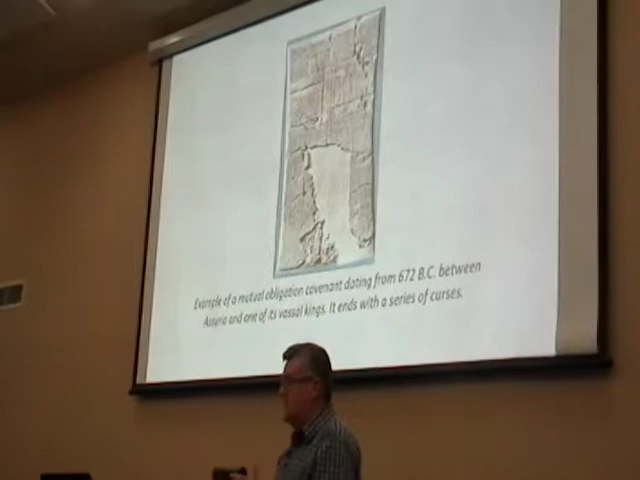 Example of a mutual obligation covenant dating from 672 B.C. between
Assyria and one of its vassal kings. It ends with a series of curses.